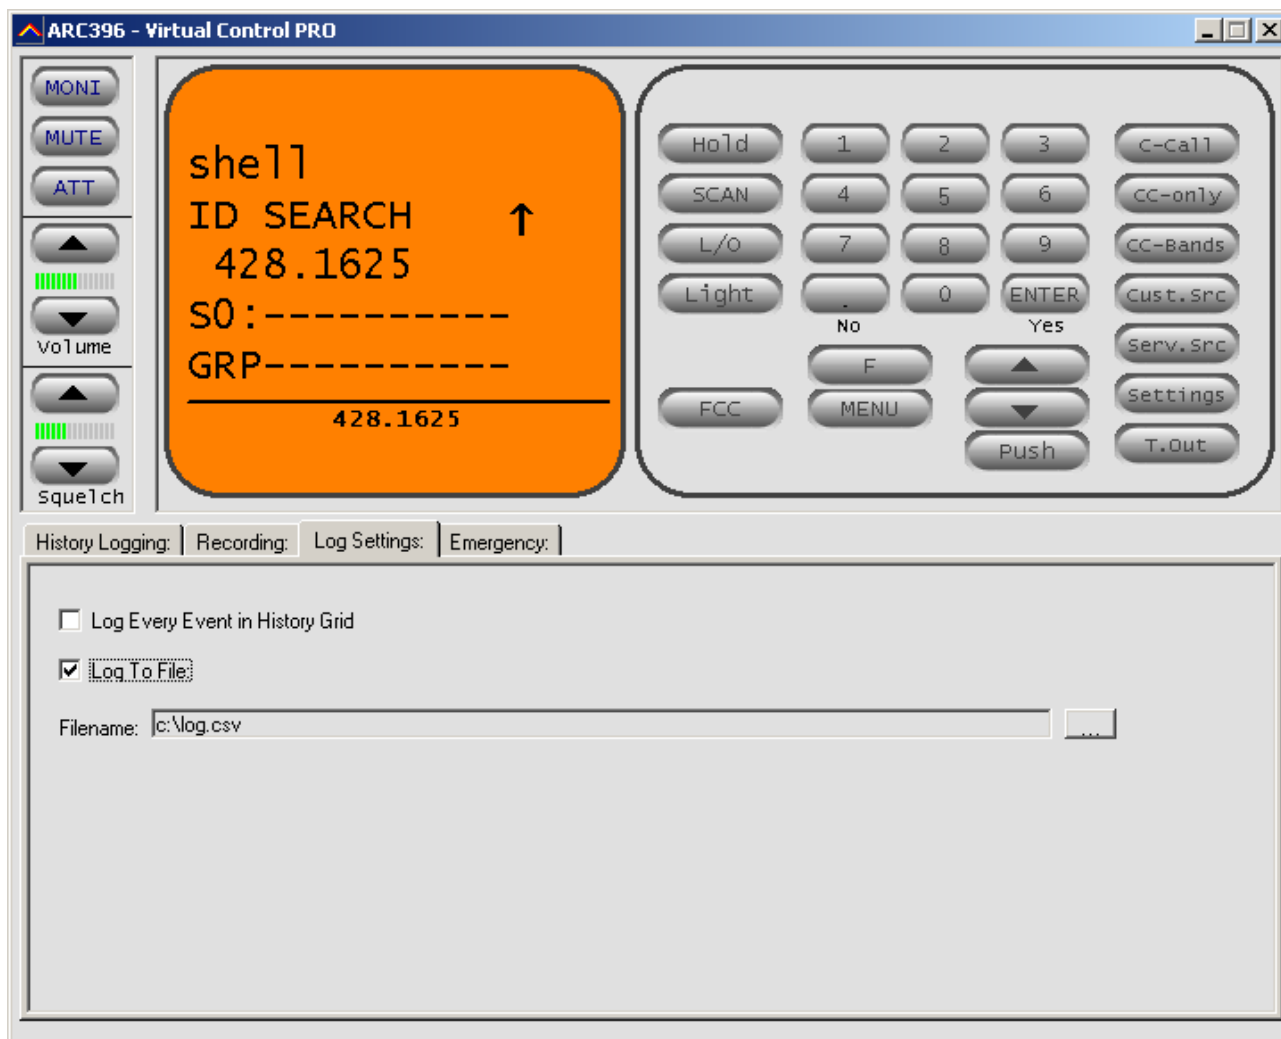 ARC396 - Virtual Control PRO
MONI
MUTE
ATT
Volume
Squelch
shell
ID SEARCH ↑
428.1625
S0:----------
GRP----------
428.1625
Hold 1 2 3 C-Call
SCAN 4 5 6 CC-only
L/O 7 8 9 CC-Bands
Light . 0 ENTER Cust.Src
No Yes
Serv.Src
F
FCC MENU Settings
Push T.Out
History Logging: Recording: Log Settings: Emergency:
Log Every Event in History Grid
Log To File:
Filename: c:\log.csv ...